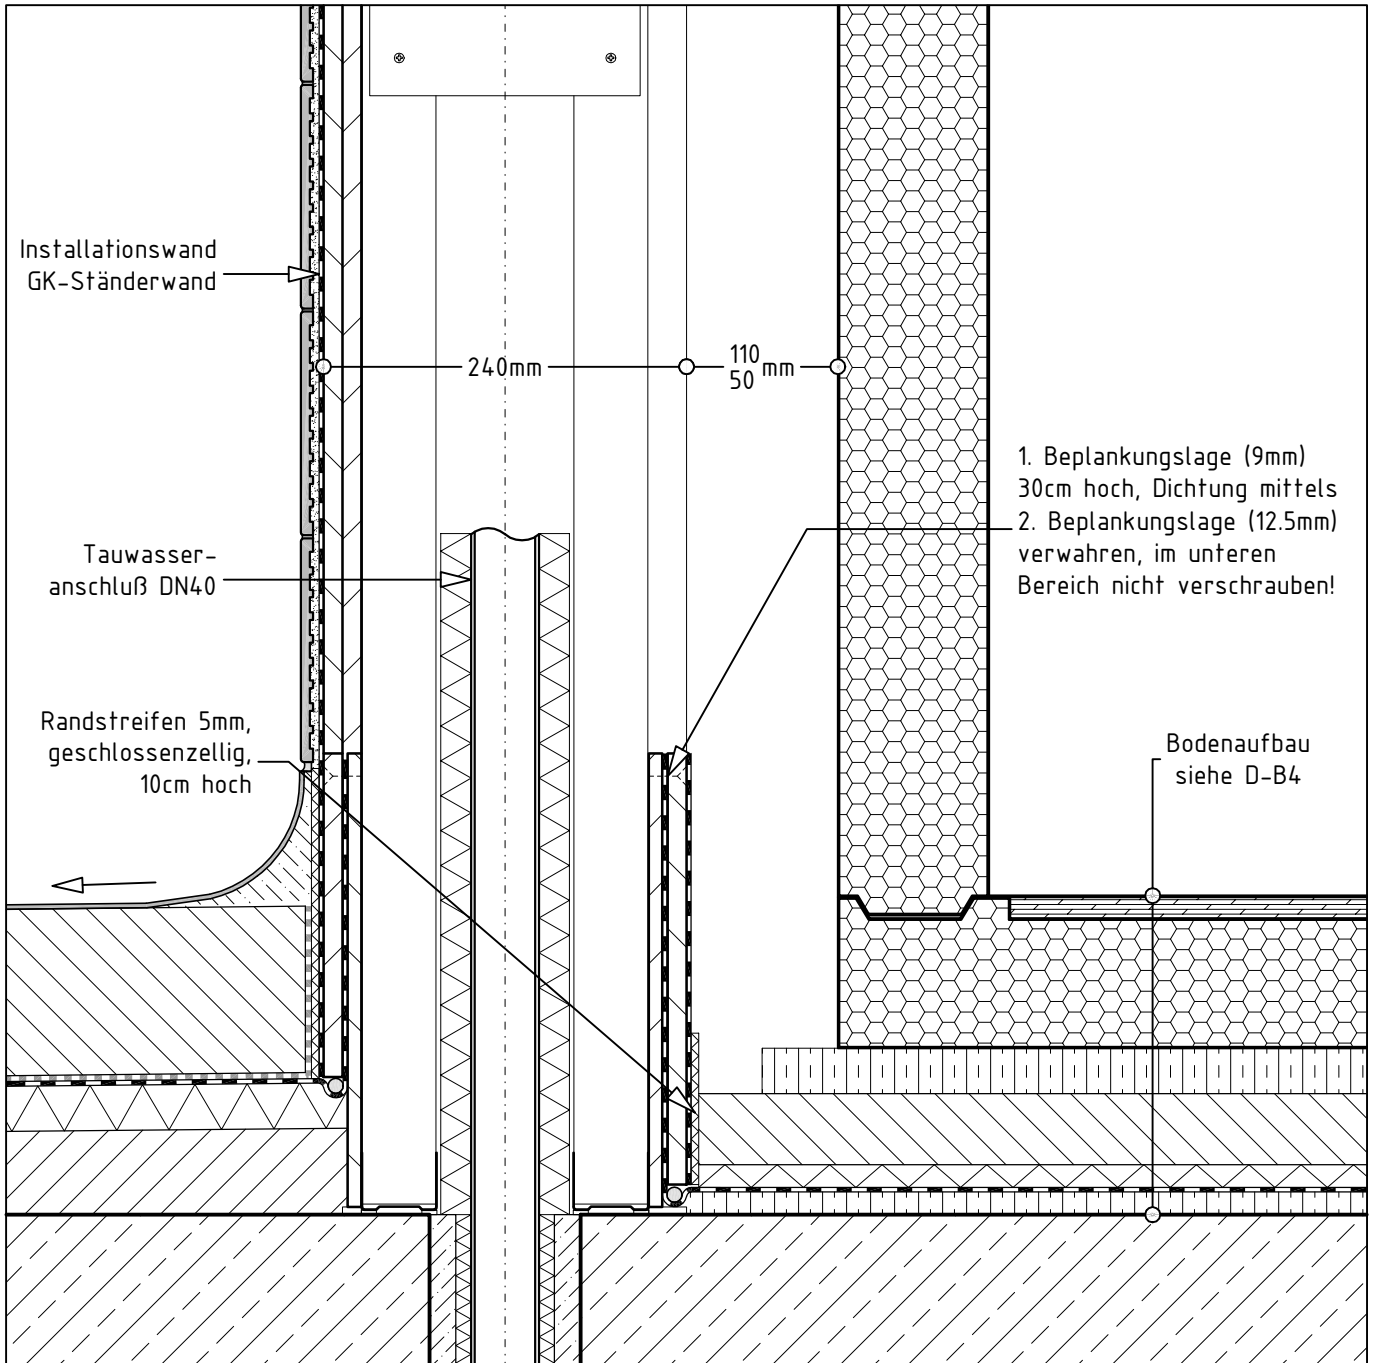 Installationswand
GK-Ständerwand
240mm
110
50 mm
1. Beplankungslage (9mm)
30cm hoch, Dichtung mittels
2. Beplankungslage (12.5mm)
verwahren, im unteren
Bereich nicht verschrauben!
Tauwasser-
anschluß DN40
Randstreifen 5mm,
geschlossenzellig,
10cm hoch
Bodenaufbau
siehe D-B4